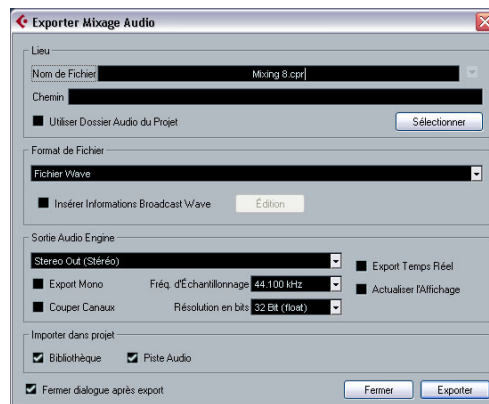 Exporter Mixage Audio
Lieu
Nom de Fichier Mixing 8.cpr
Chemin
Utiliser Dossier Audio du Projet Sélectionner
Format de Fichier
Fichier Wave
Insérer Informations Broadcast Wave Édition
Sortie Audio Engine
Stereo Out (Stéréo) Export Temps Réel
Export Mono Fréq. d'Échantillonnage 44.100 kHz Actualiser l'Affichage
Couper Canaux Résolution en bits 32 Bit (float)
Importer dans projet
Bibliothèque Piste Audio
Fermer dialogue après export Fermer Exporter